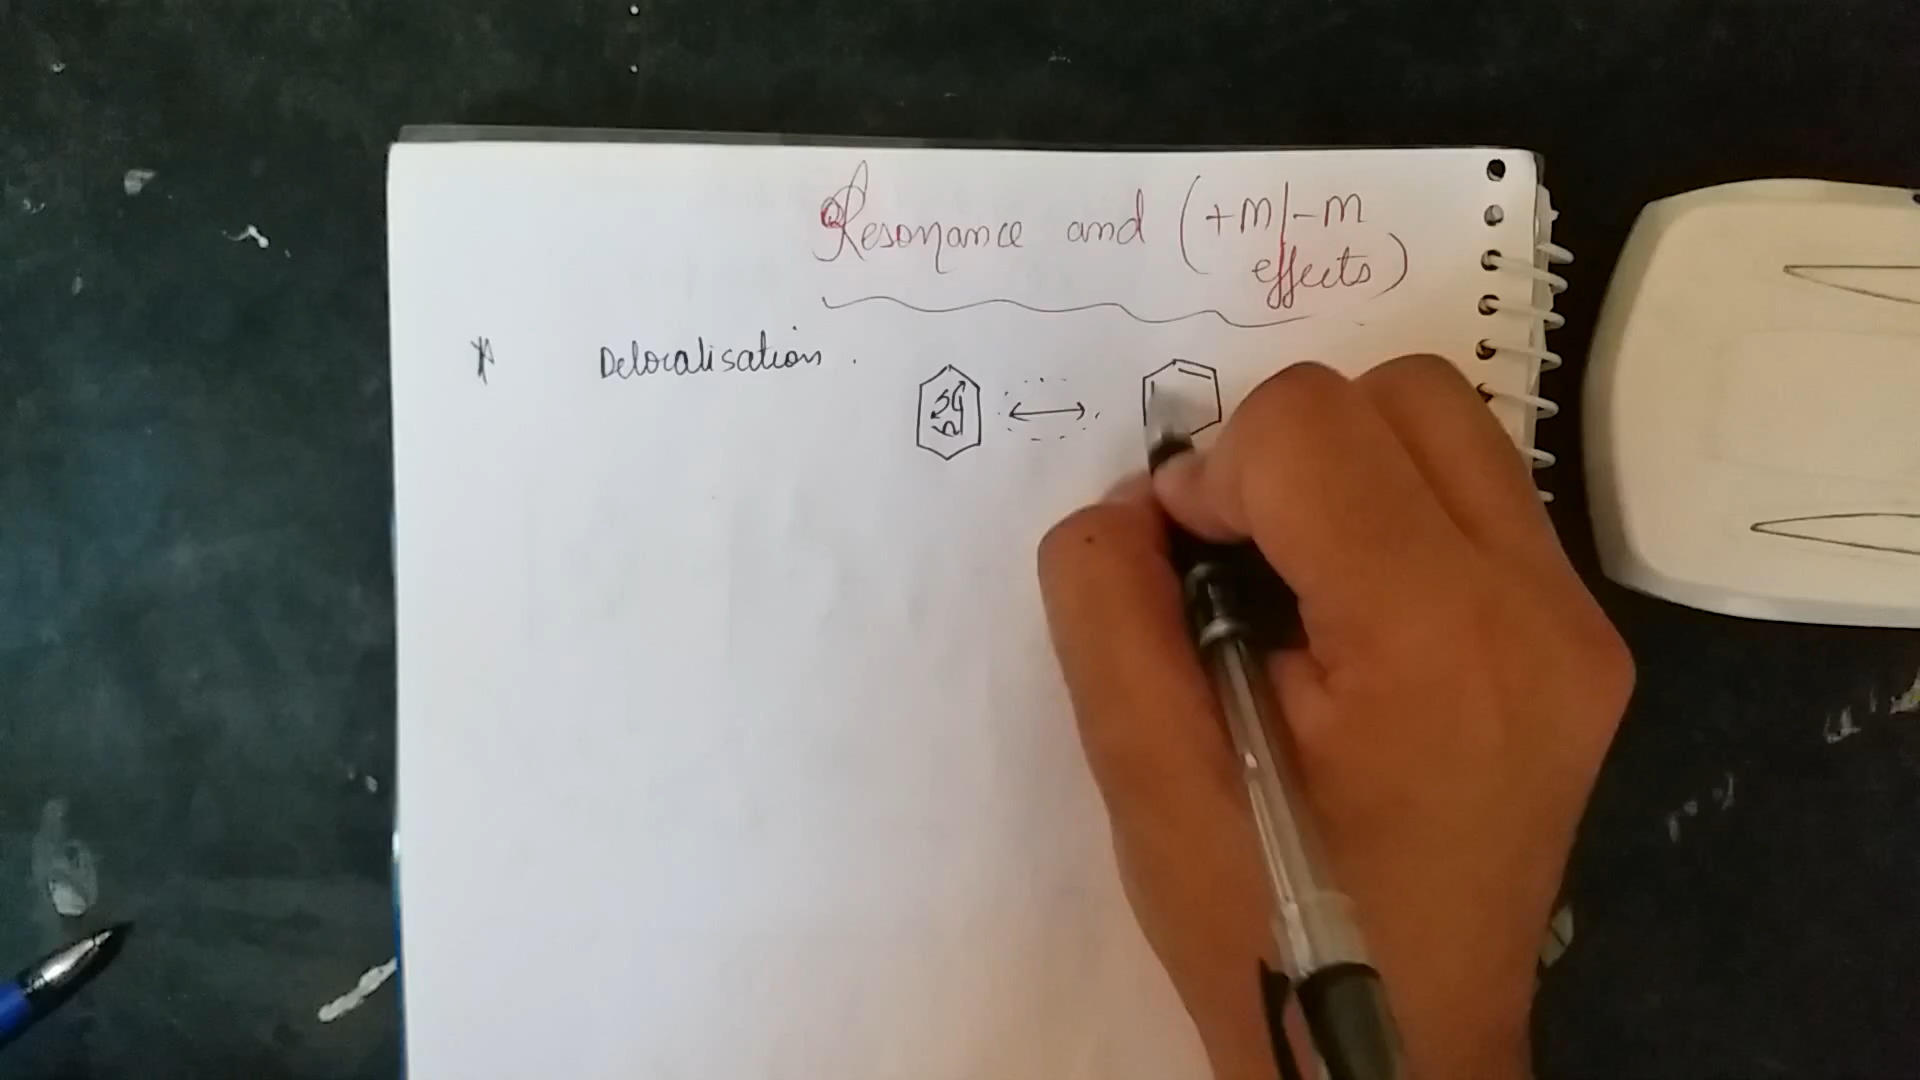 Resonance and (+m/-m
effects)
* Delocalisation.